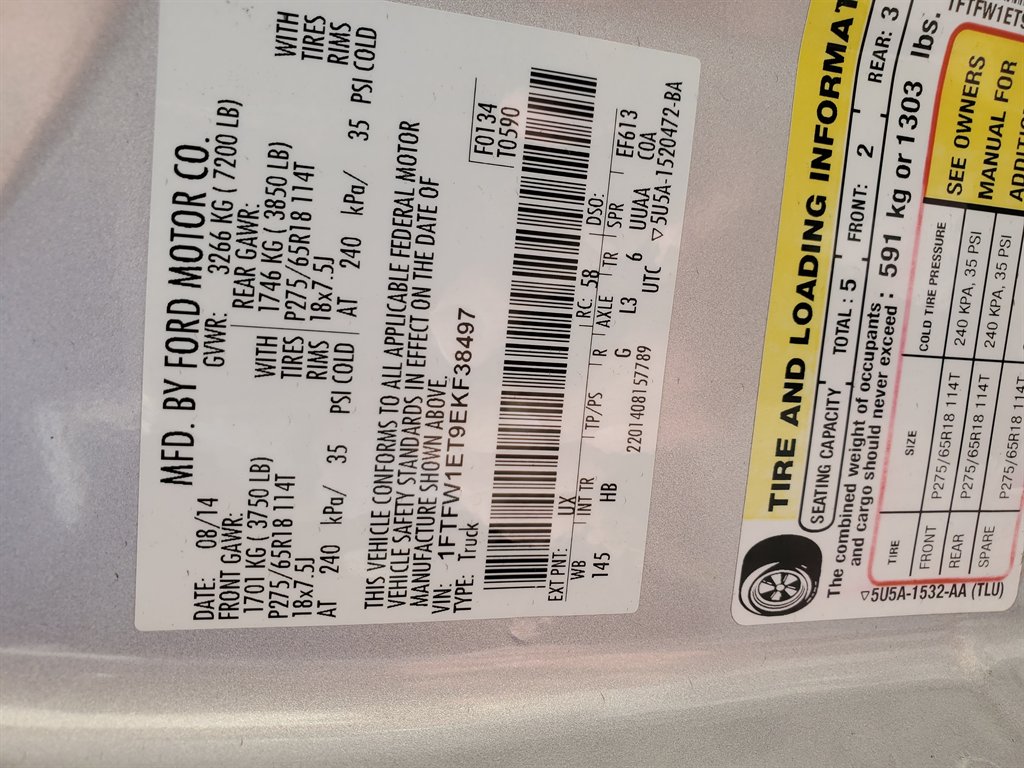 MFD. BY FORD MOTOR CO.
DATE: 08/14 GVWR: 3266 KG ( 7200 LB)
FRONT GAWR: REAR GAWR:
1701 KG ( 3750 LB) WITH 1746 KG ( 3850 LB) WITH
P275/65R18 114T TIRES P275/65R18 114T TIRES
18x7.5J RIMS 18x7.5J RIMS
AT 240 kPa/ 35 PSI COLD AT 240 kPa/ 35 PSI COLD
THIS VEHICLE CONFORMS TO ALL APPLICABLE FEDERAL MOTOR
VEHICLE SAFETY STANDARDS IN EFFECT ON THE DATE OF
MANUFACTURE SHOWN ABOVE.
VIN: 1FTFW1ET9EKF38497
TYPE: Truck
F0134
T0590
EXT PNT: UX RC: 5B DSO:
WB INT TR TP/PS R AXLE TR SPR EF613
145 HB G L3 6 UUAA COA
2201408157789 UTC ▽5U5A-1520472-BA
TIRE AND LOADING INFORMAT
SEATING CAPACITY TOTAL : 5 FRONT: 2 REAR: 3
The combined weight of occupants
and cargo should never exceed : 591 kg or 1303 lbs.
TIRE SIZE COLD TIRE PRESSURE
FRONT P275/65R18 114T 240 KPA, 35 PSI
REAR P275/65R18 114T 240 KPA, 35 PSI
SPARE P275/65R18 114T
SEE OWNERS
MANUAL FOR
▽5U5A-1532-AA (TLU)